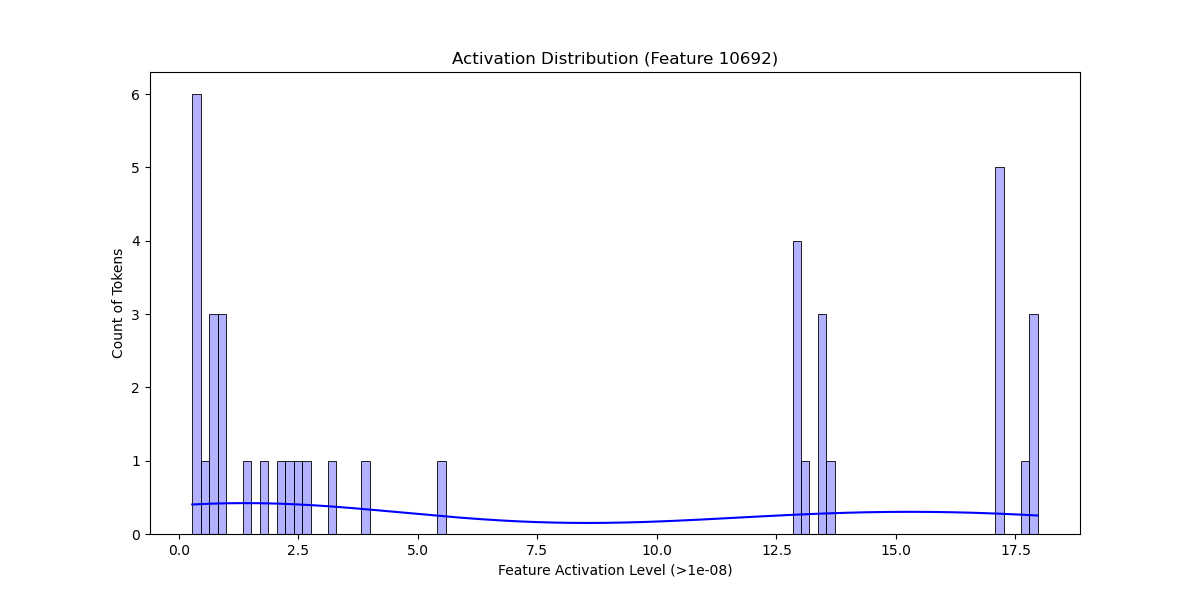 Activation Distribution (Feature 10692)
Count of Tokens
6
5
4
3
2
1
0
0.0 2.5 5.0 7.5 10.0 12.5 15.0 17.5
Feature Activation Level (>1e-08)